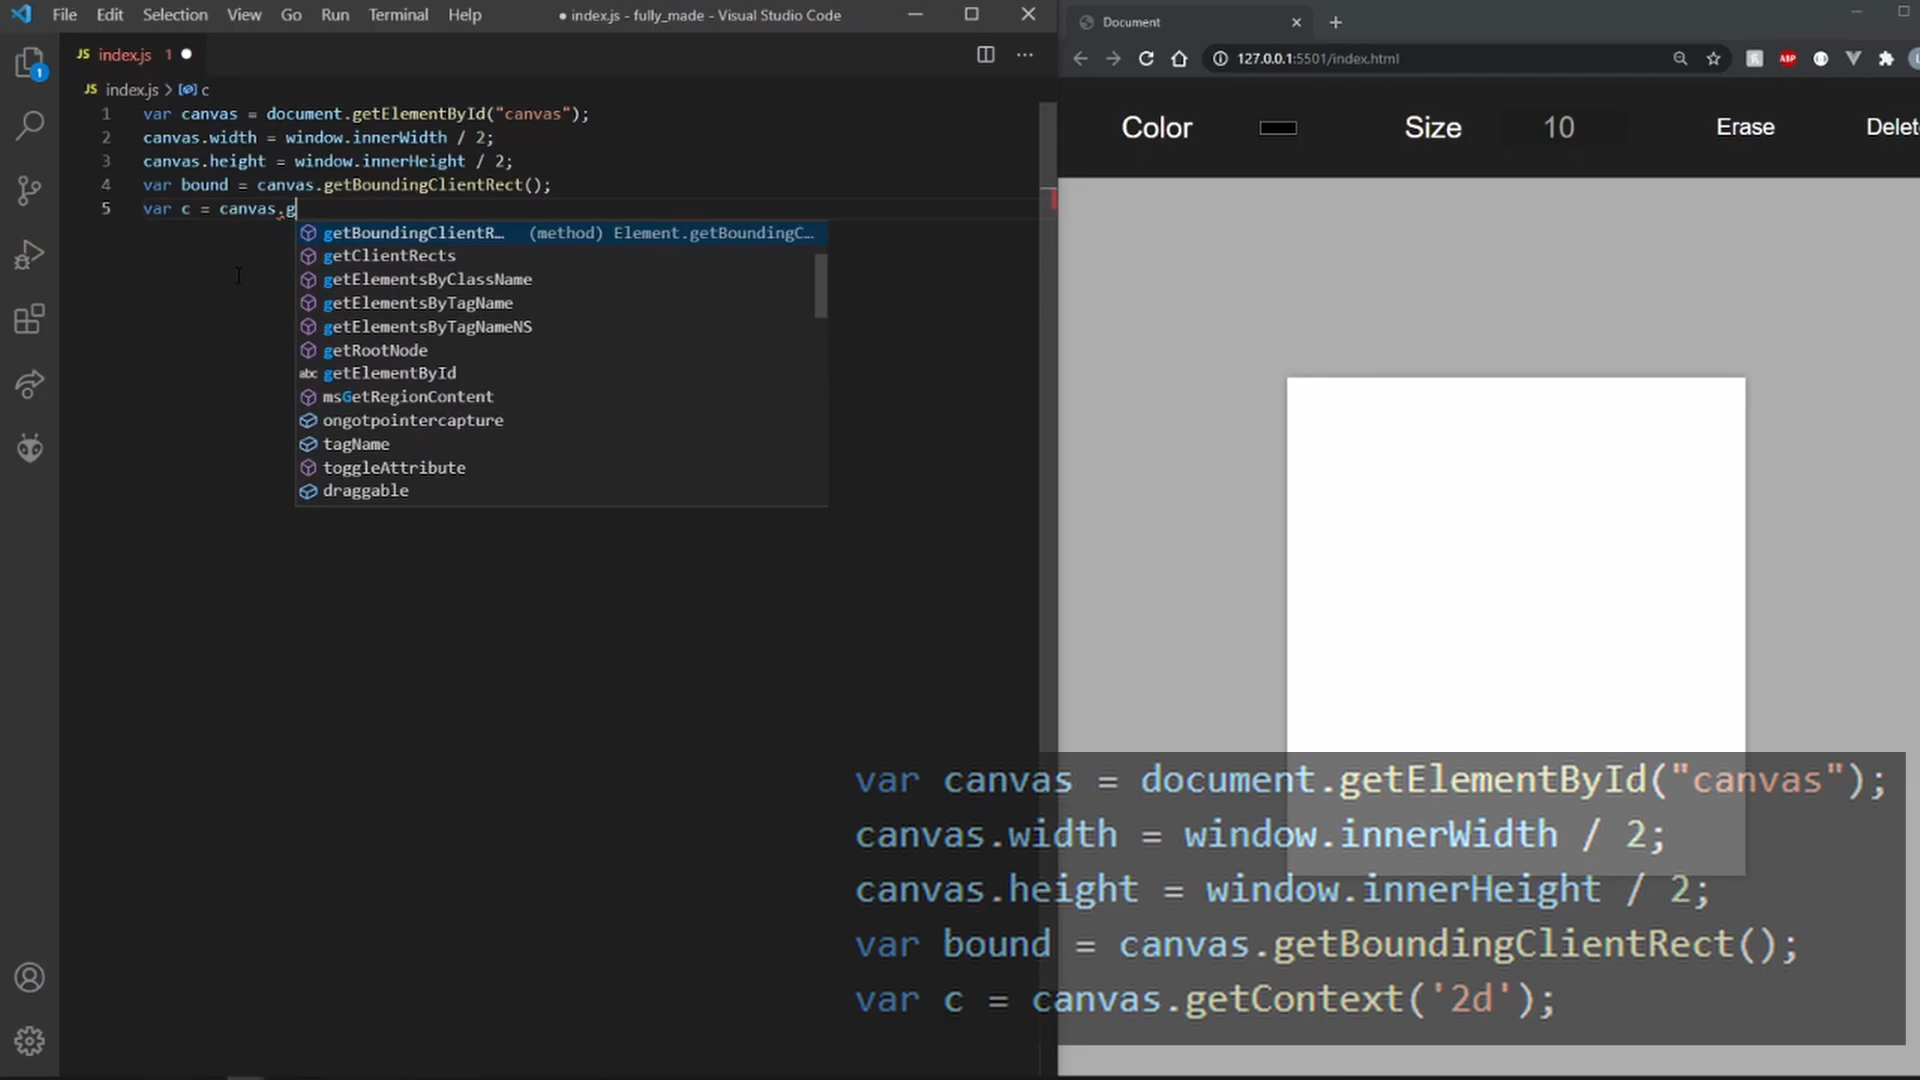 File Edit Selection View Go Run Terminal Help
● index.js - fully_made - Visual Studio Code
JS index.js 1 ●
JS index.js > c
1 var canvas = document.getElementById("canvas");
2 canvas.width = window.innerWidth / 2;
3 canvas.height = window.innerHeight / 2;
4 var bound = canvas.getBoundingClientRect();
5 var c = canvas.g
getBoundingClientR… (method) Element.getBoundingC…
getClientRects
getElementsByClassName
getElementsByTagName
getElementsByTagNameNS
getRootNode
abc getElementById
msGetRegionContent
ongotpointercapture
tagName
toggleAttribute
draggable
1
Document
127.0.0.1:5501/index.html
ABP
Color Size 10 Erase Delet
var canvas = document.getElementById("canvas");
canvas.width = window.innerWidth / 2;
canvas.height = window.innerHeight / 2;
var bound = canvas.getBoundingClientRect();
var c = canvas.getContext('2d');